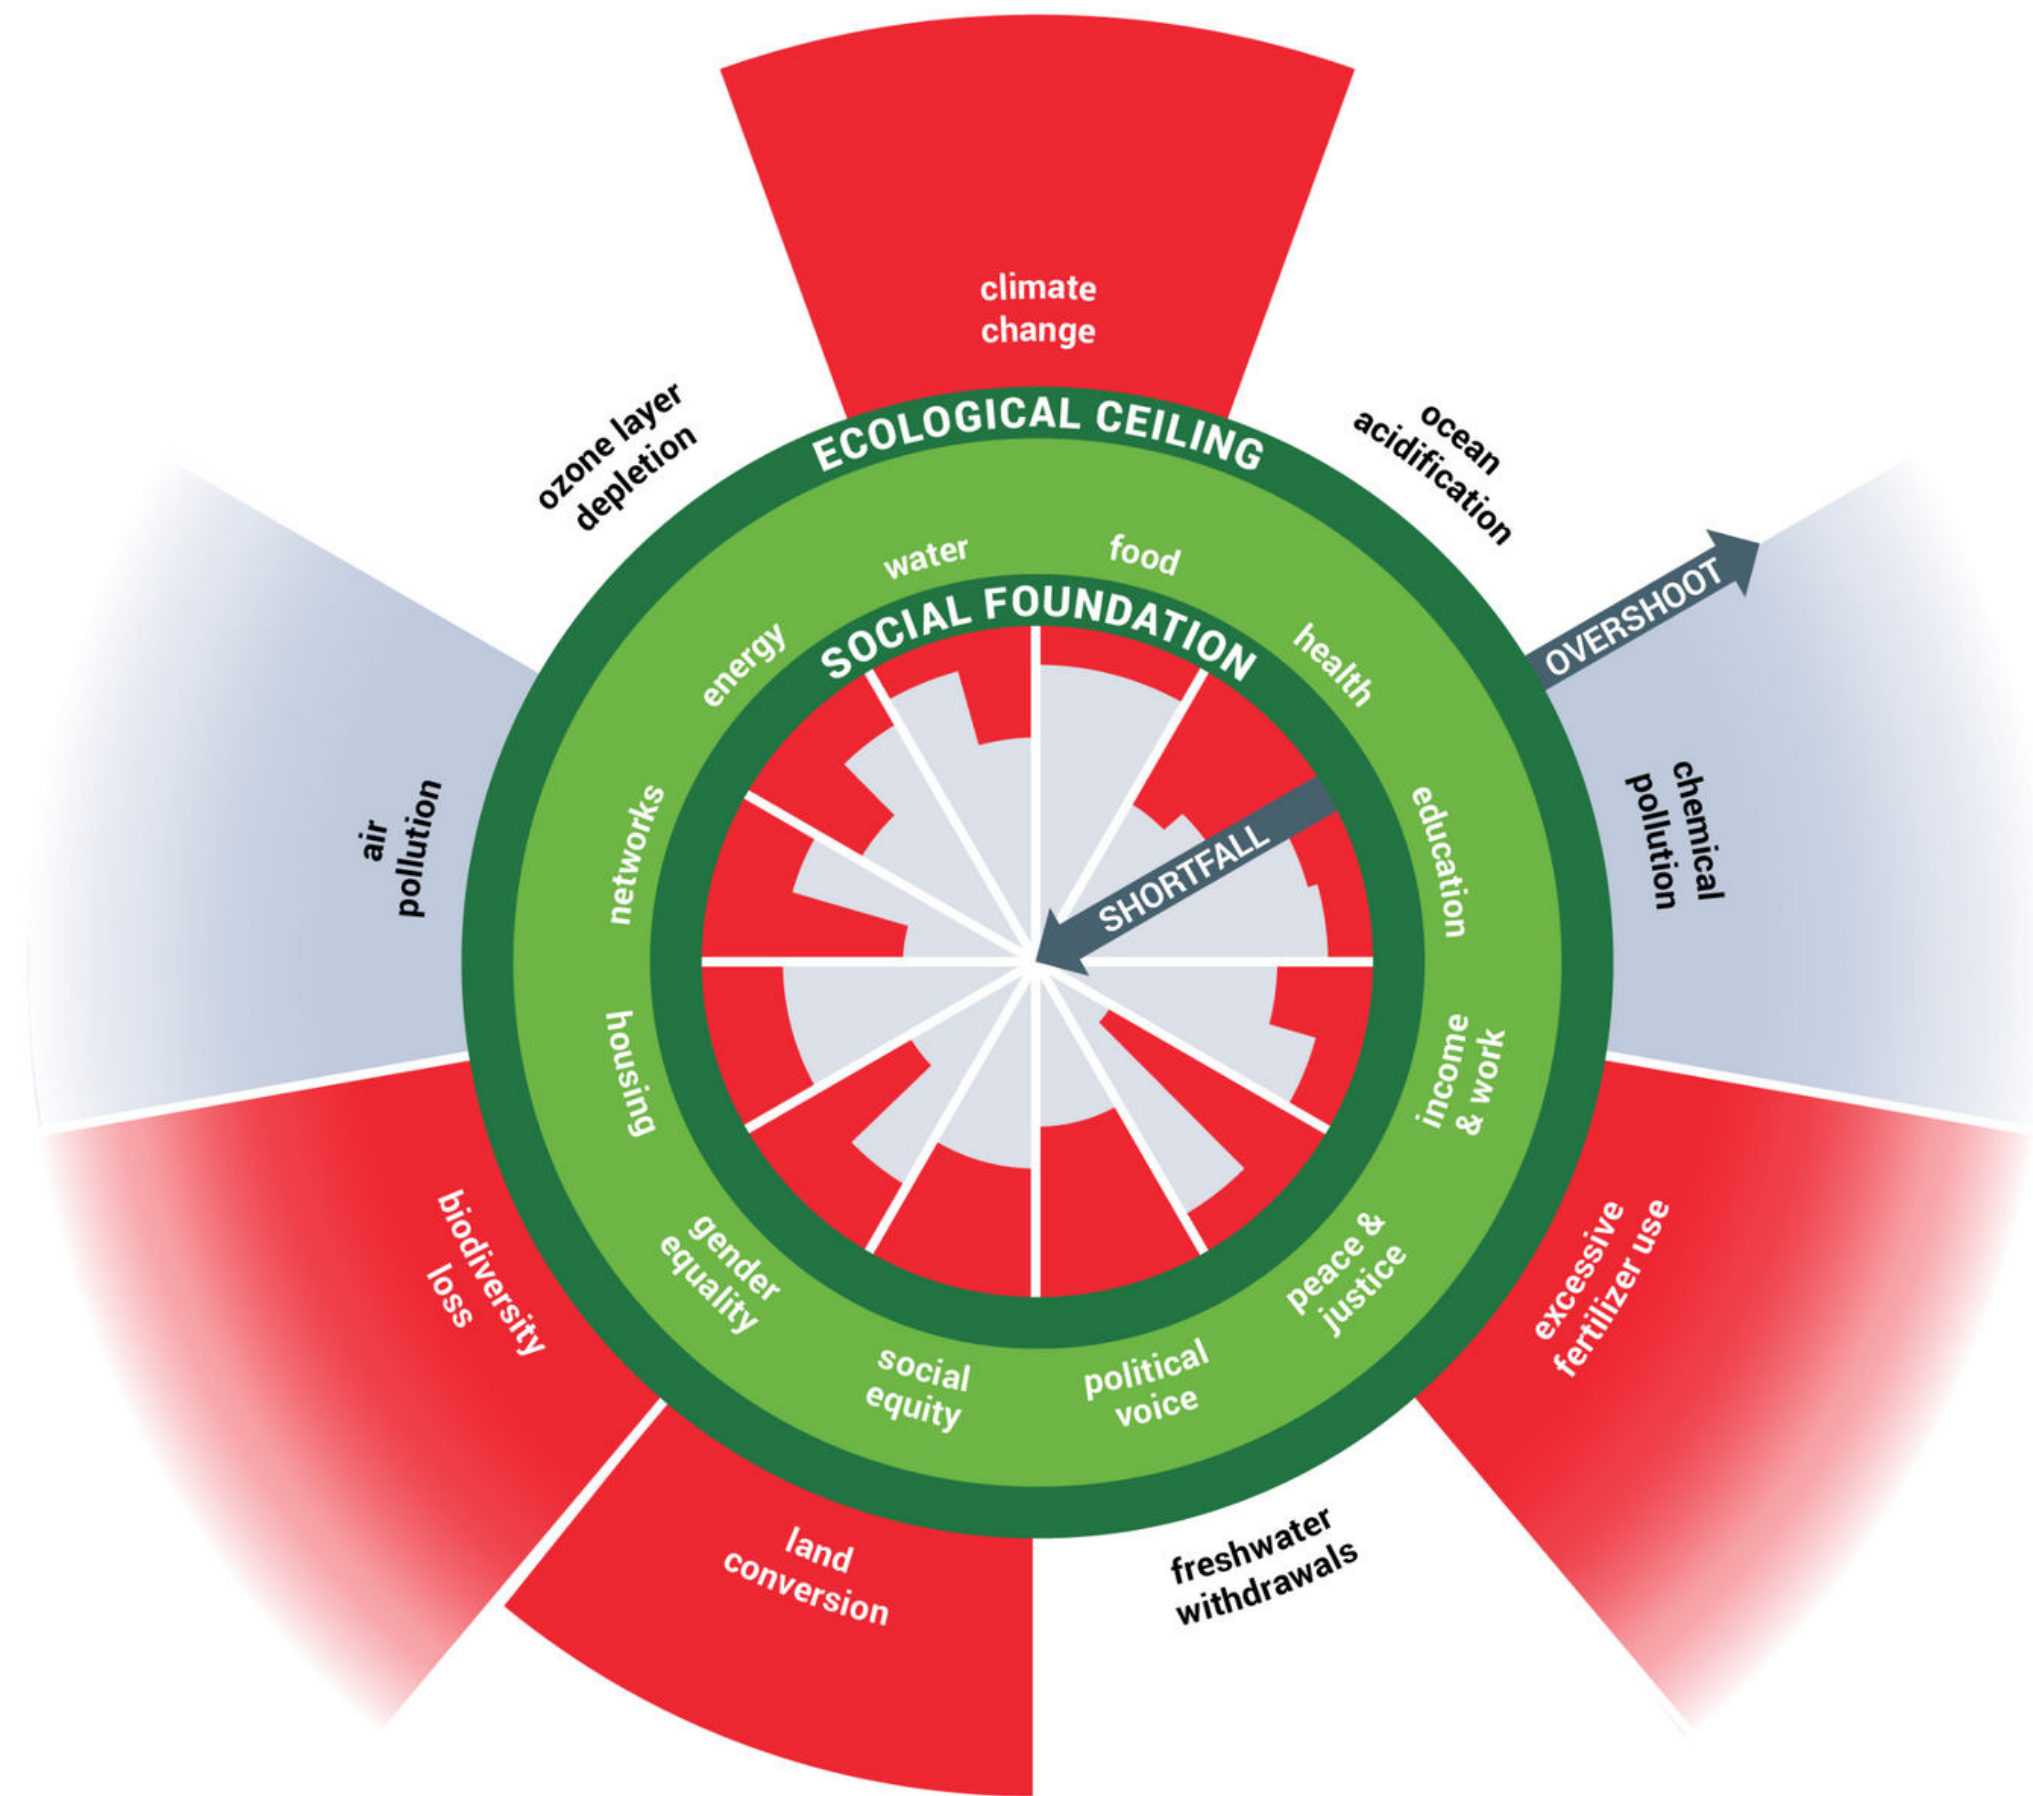 climate
change
ECOLOGICAL CEILING
ozone layer
depletion
ocean
acidification
water
food
SOCIAL FOUNDATION
energy
health
OVERSHOOT
networks
education
SHORTFALL
air
pollution
chemical
pollution
housing
income
& work
biodiversity
loss
gender
equality
peace &
justice
excessive
fertilizer use
social
equity
political
voice
land
conversion
freshwater
withdrawals